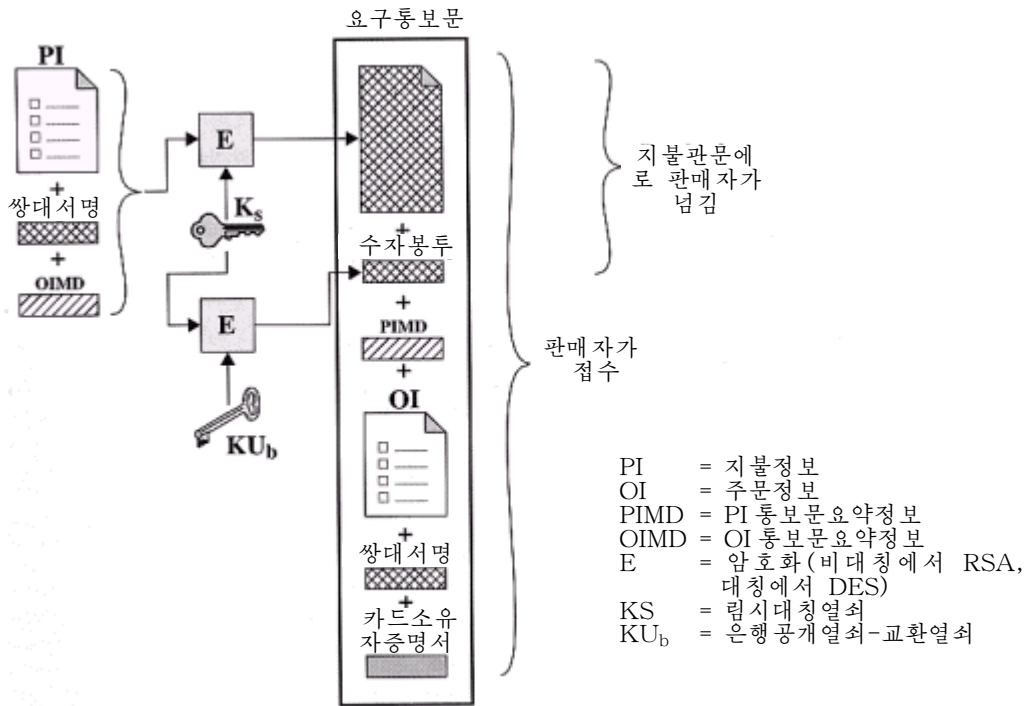 요구통보문
PI
+
쌍대서명
+
OIMD
E
Ks
E
KUb
+
수자봉투
+
PIMD
+
OI
+
쌍대서명
+
카드소유
자증명서
지불관문에
로 판매자가
넘김
판매자가
접수
PI = 지불정보
OI = 주문정보
PIMD = PI 통보문요약정보
OIMD = OI 통보문요약정보
E = 암호화(비대칭에서 RSA,
대칭에서 DES)
KS = 림시대칭열쇠
KUb = 은행공개열쇠-교환열쇠